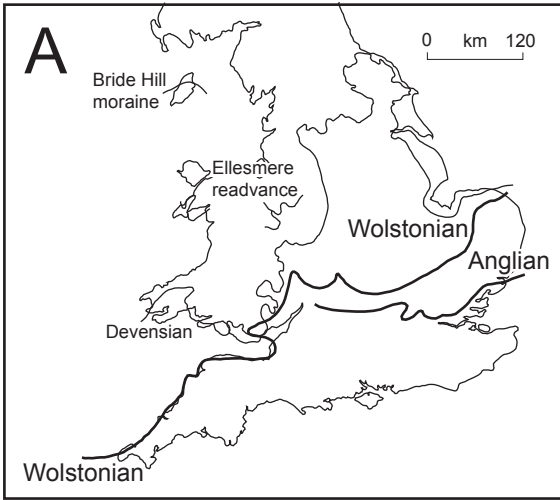 A
0 km 120
Bride Hill
moraine
Ellesmere
readvance
Wolstonian
Anglian
Devensian
Wolstonian